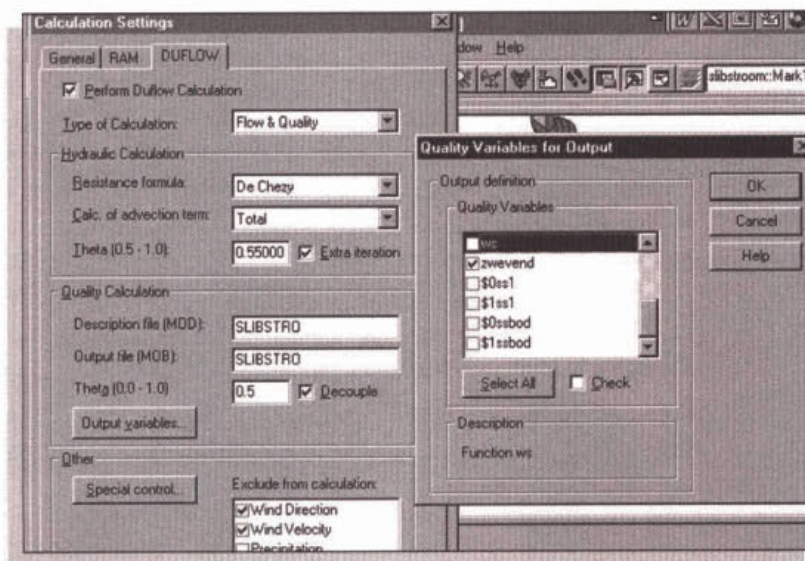 Calculation Settings
General RAM DUFLOW
Perform Duflow Calculation
Type of Calculation: Flow & Quality
Hydraulic Calculation
Resistance formula: De Chezy
Calc. of advection term: Total
Theta (0.5 - 1.0): 0.55000 Extra iteration
Quality Calculation
Description file (MOD): SLIBSTRO
Output file (MOB): SLIBSTRO
Theta (0.0 - 1.0) 0.5 Decouple
Output variables...
Other
Special control...
Exclude from calculation:
Wind Direction
Wind Velocity
Precipitation
dow Help
slibstroom::Mark1
Quality Variables for Output
Output definition
Quality Variables
ws
zwevend
$0ss1
$1ss1
$0ssbod
$1ssbod
Select All Check
Description
Function ws
OK
Cancel
Help